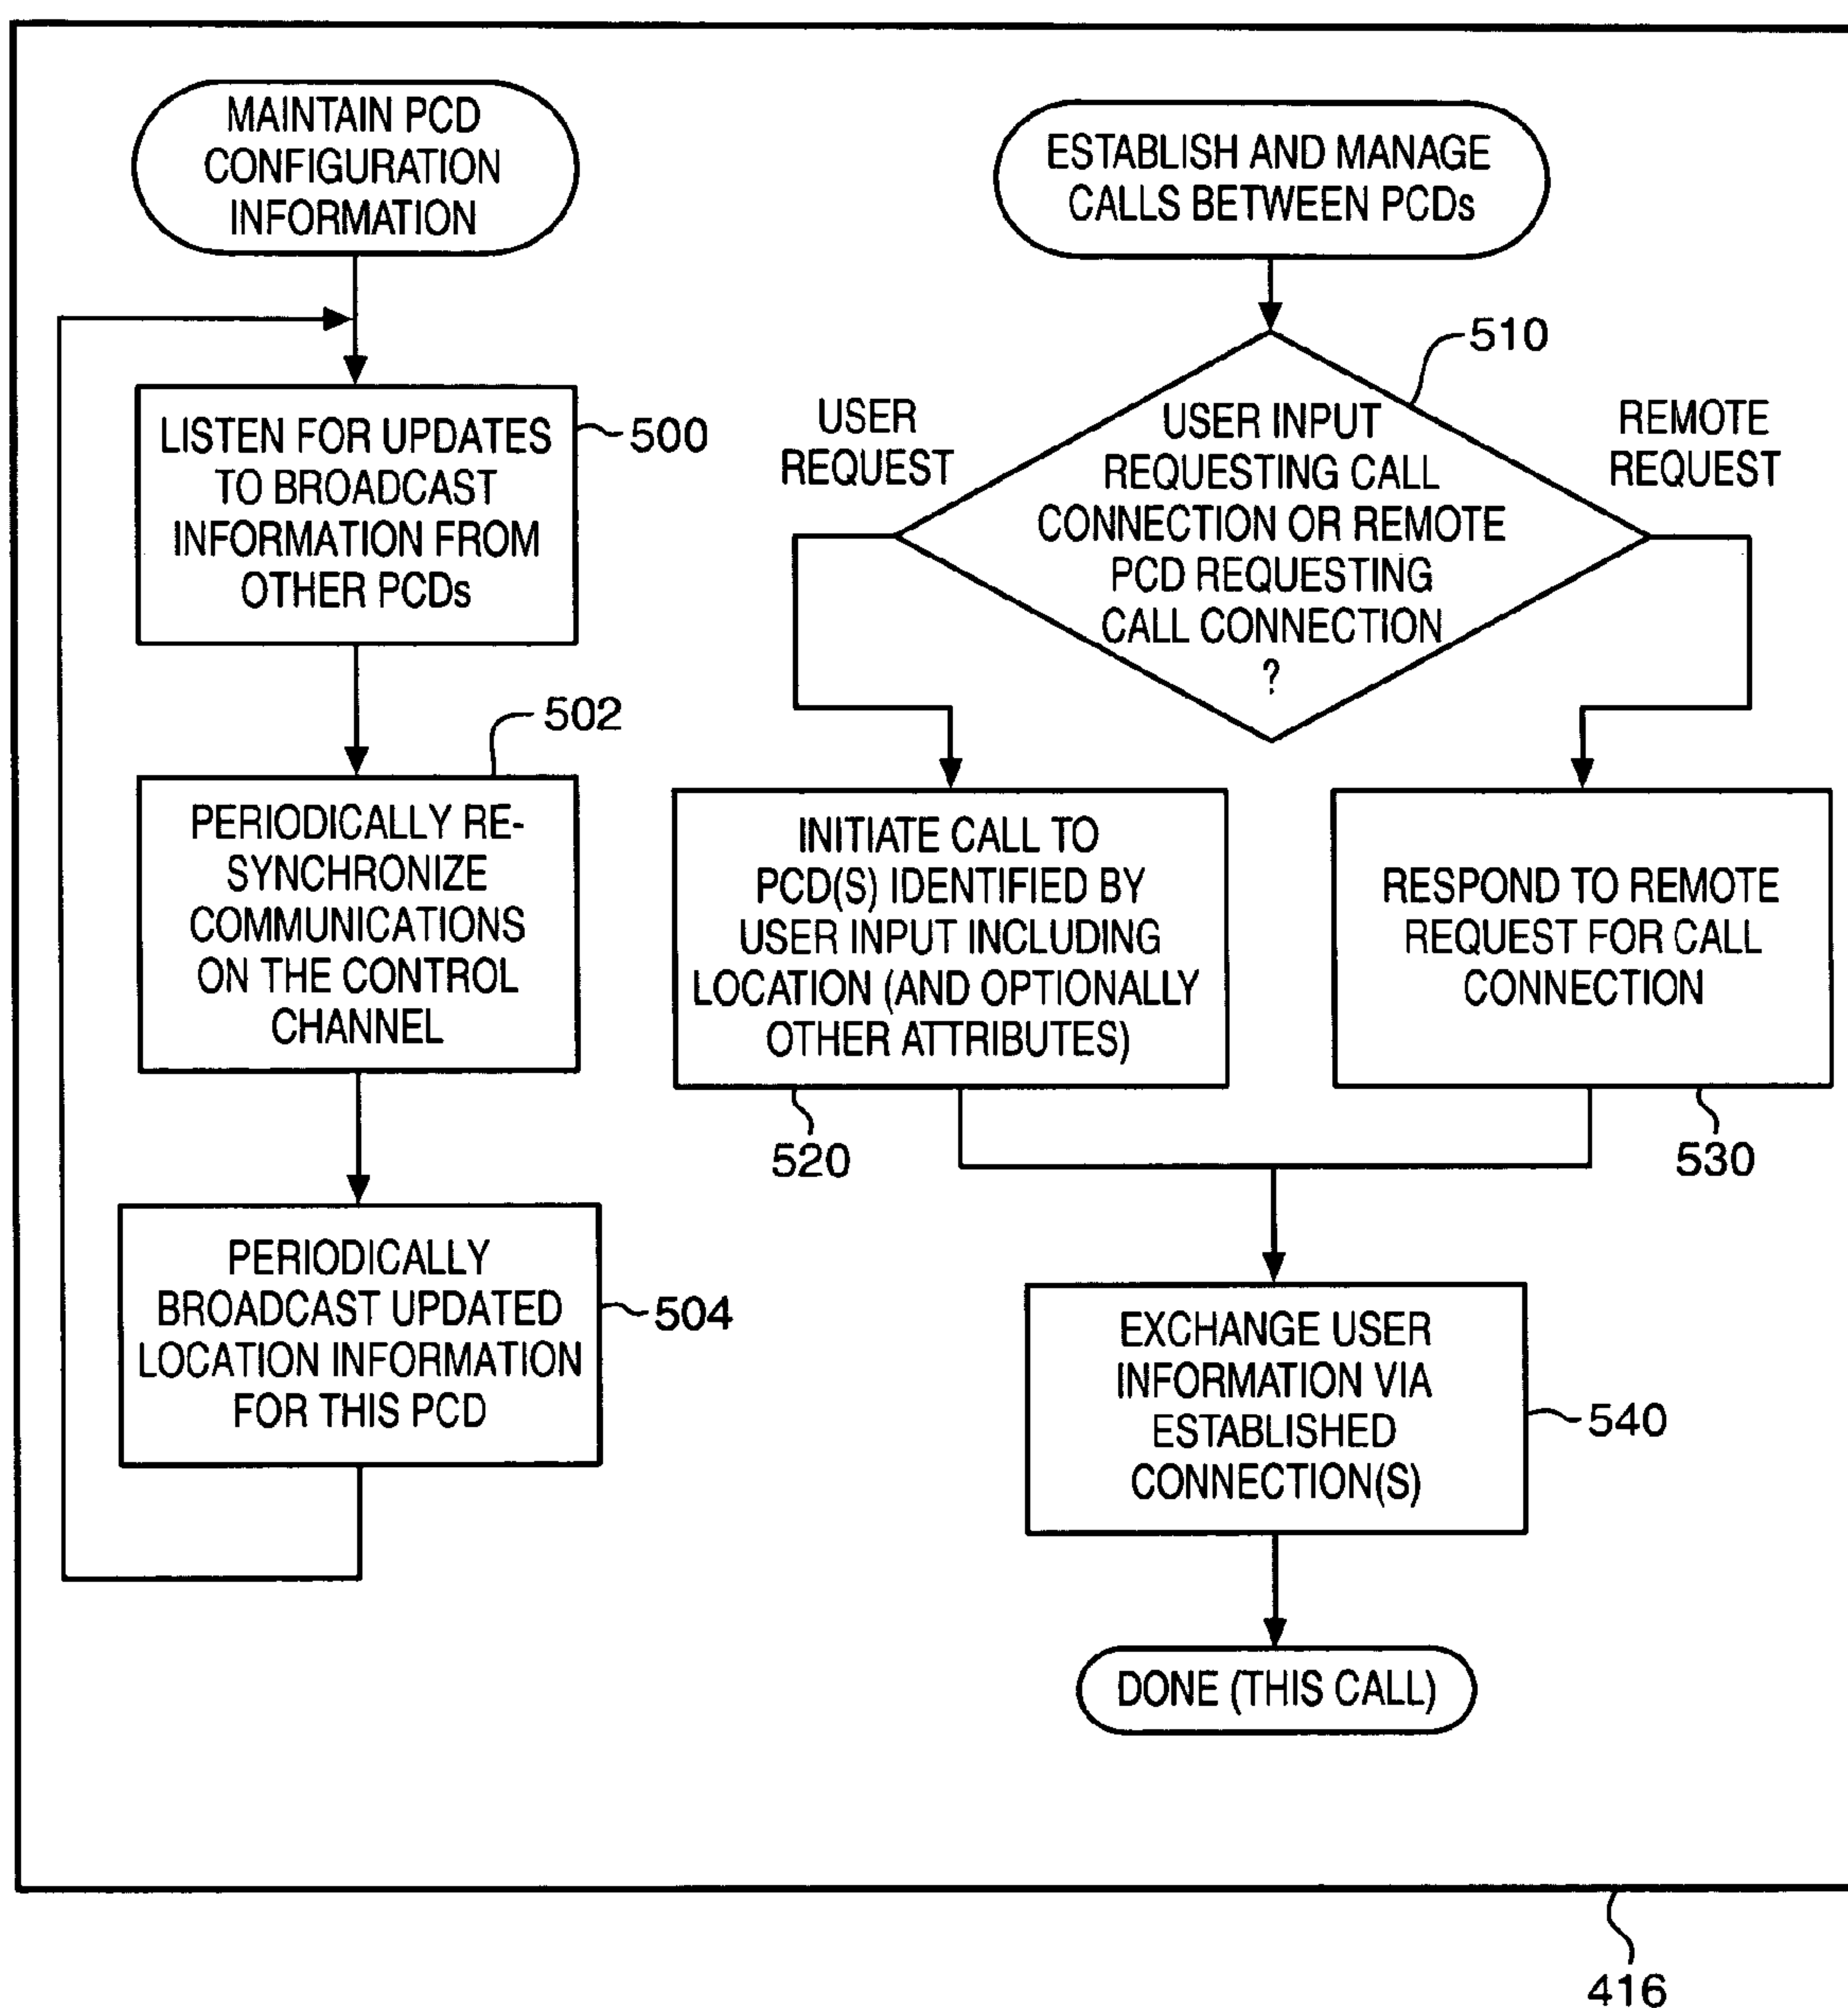 MAINTAIN PCD
CONFIGURATION
INFORMATION
LISTEN FOR UPDATES
TO BROADCAST
INFORMATION FROM
OTHER PCDs
500
502
PERIODICALLY RE-
SYNCHRONIZE
COMMUNICATIONS
ON THE CONTROL
CHANNEL
PERIODICALLY
BROADCAST UPDATED
LOCATION INFORMATION
FOR THIS PCD
504
ESTABLISH AND MANAGE
CALLS BETWEEN PCDs
510
USER
REQUEST
USER INPUT
REQUESTING CALL
CONNECTION OR REMOTE
PCD REQUESTING
CALL CONNECTION
?
REMOTE
REQUEST
INITIATE CALL TO
PCD(S) IDENTIFIED BY
USER INPUT INCLUDING
LOCATION (AND OPTIONALLY
OTHER ATTRIBUTES)
520
RESPOND TO REMOTE
REQUEST FOR CALL
CONNECTION
530
EXCHANGE USER
INFORMATION VIA
ESTABLISHED
CONNECTION(S)
540
DONE (THIS CALL)
416